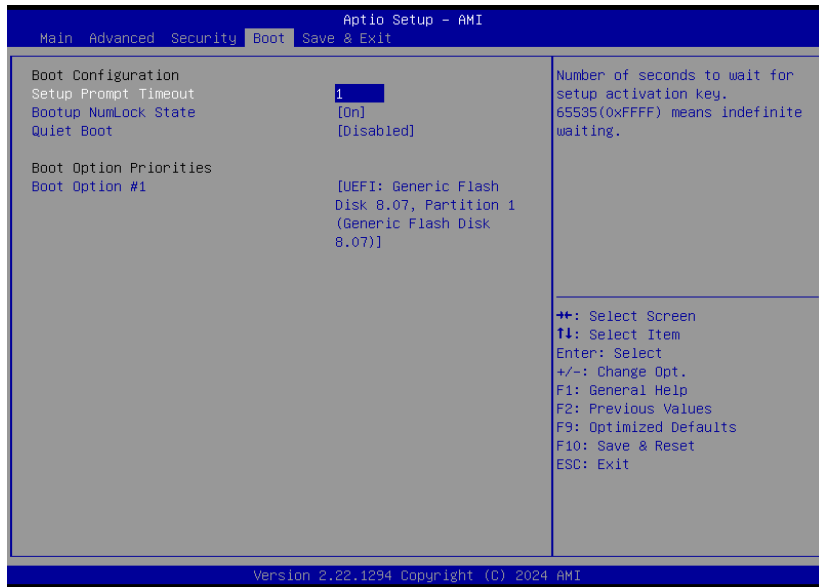 Aptio Setup – AMI
Main Advanced Security Boot Save & Exit
Boot Configuration
Setup Prompt Timeout 1
Bootup NumLock State [On]
Quiet Boot [Disabled]
Boot Option Priorities
Boot Option #1 [UEFI: Generic Flash
Disk 8.07, Partition 1
(Generic Flash Disk
8.07)]
Number of seconds to wait for
setup activation key.
65535(0xFFFF) means indefinite
waiting.
→←: Select Screen
↑↓: Select Item
Enter: Select
+/-: Change Opt.
F1: General Help
F2: Previous Values
F9: Optimized Defaults
F10: Save & Reset
ESC: Exit
Version 2.22.1294 Copyright (C) 2024 AMI